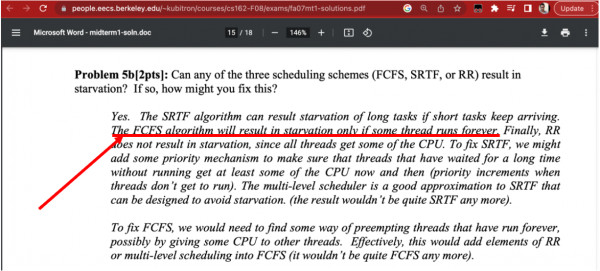 people.eecs.berkeley.edu/~kubitron/courses/cs162-F08/exams/fa07mt1-solutions.pdf
Update
Microsoft Word - midterm1-soln.doc
15 / 18
146%
Problem 5b[2pts]: Can any of the three scheduling schemes (FCFS, SRTF, or RR) result in
starvation? If so, how might you fix this?
Yes. The SRTF algorithm can result starvation of long tasks if short tasks keep arriving.
The FCFS algorithm will result in starvation only if some thread runs forever. Finally, RR
does not result in starvation, since all threads get some of the CPU. To fix SRTF, we might
add some priority mechanism to make sure that threads that have waited for a long time
without running get at least some of the CPU now and then (priority increments when
threads don't get to run). The multi-level scheduler is a good approximation to SRTF that
can be designed to avoid starvation. (the result wouldn't be quite SRTF any more).
To fix FCFS, we would need to find some way of preempting threads that have run forever,
possibly by giving some CPU to other threads. Effectively, this would add elements of RR
or multi-level scheduling into FCFS (it wouldn't be quite FCFS any more).